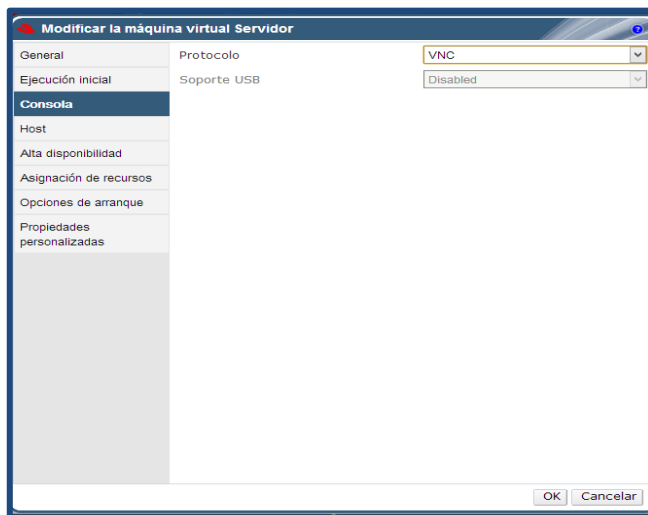 Modificar la máquina virtual Servidor
?
General
Protocolo
VNC
Ejecución inicial
Soporte USB
Disabled
Consola
Host
Alta disponibilidad
Asignación de recursos
Opciones de arranque
Propiedades
personalizadas
OK
Cancelar